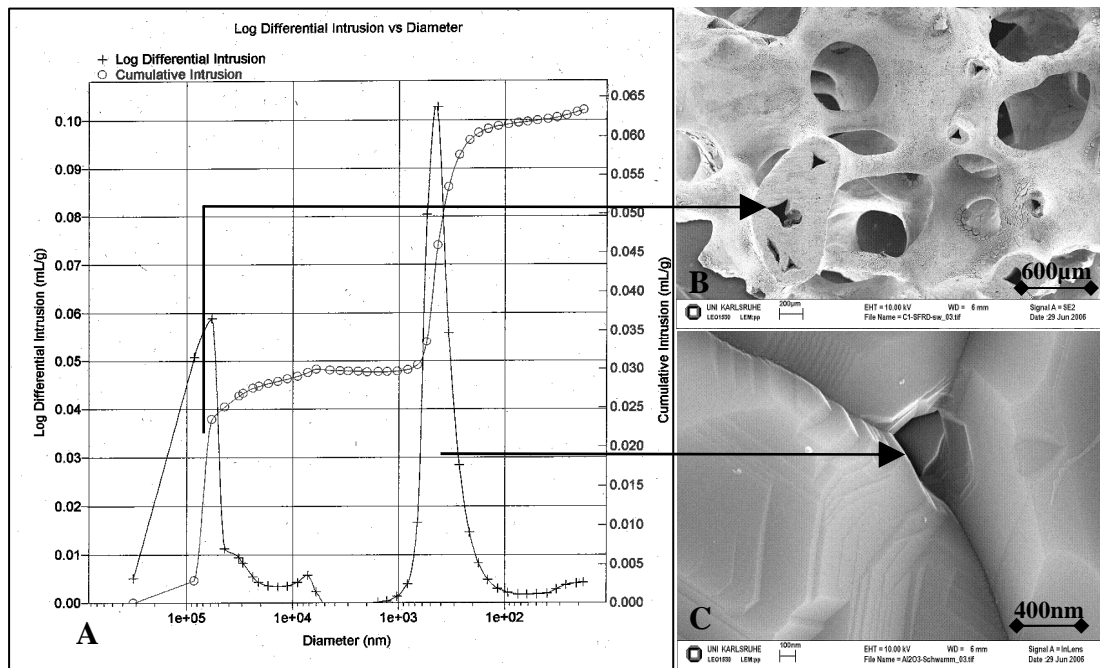 Log Differential Intrusion vs Diameter
Log Differential Intrusion
Cumulative Intrusion
Log Differential Intrusion (mL/g)
0.10
0.09
0.08
0.07
0.06
0.05
0.04
0.03
0.02
0.01
0.00
1e+05
1e+04
1e+03
1e+02
Diameter (nm)
0.065
0.060
0.055
0.050
0.045
0.040
0.035
0.030
0.025
0.020
0.015
0.010
0.005
0.000
Cumulative Intrusion (mL/g)
A
B
600µm
UNI KARLSRUHE 200µm EHT = 10.00 kV WD = 6 mm Signal A = SE2
File Name = C1-SFRD-sw_03.tif Date :29 Jun 2006
C
400nm
UNI KARLSRUHE 100nm EHT = 10.00 kV WD = 6 mm Signal A = InLens
File Name = Al2O3-Schwamm_03.tif Date :29 Jun 2006